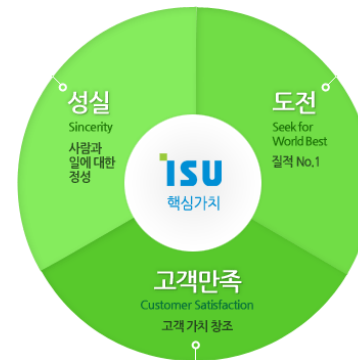 성실
Sincerity
사람과
일에 대한
정성
도전
Seek for
World Best
질적 No.1
ISU
핵심가치
고객만족
Customer Satisfaction
고객 가치 창조